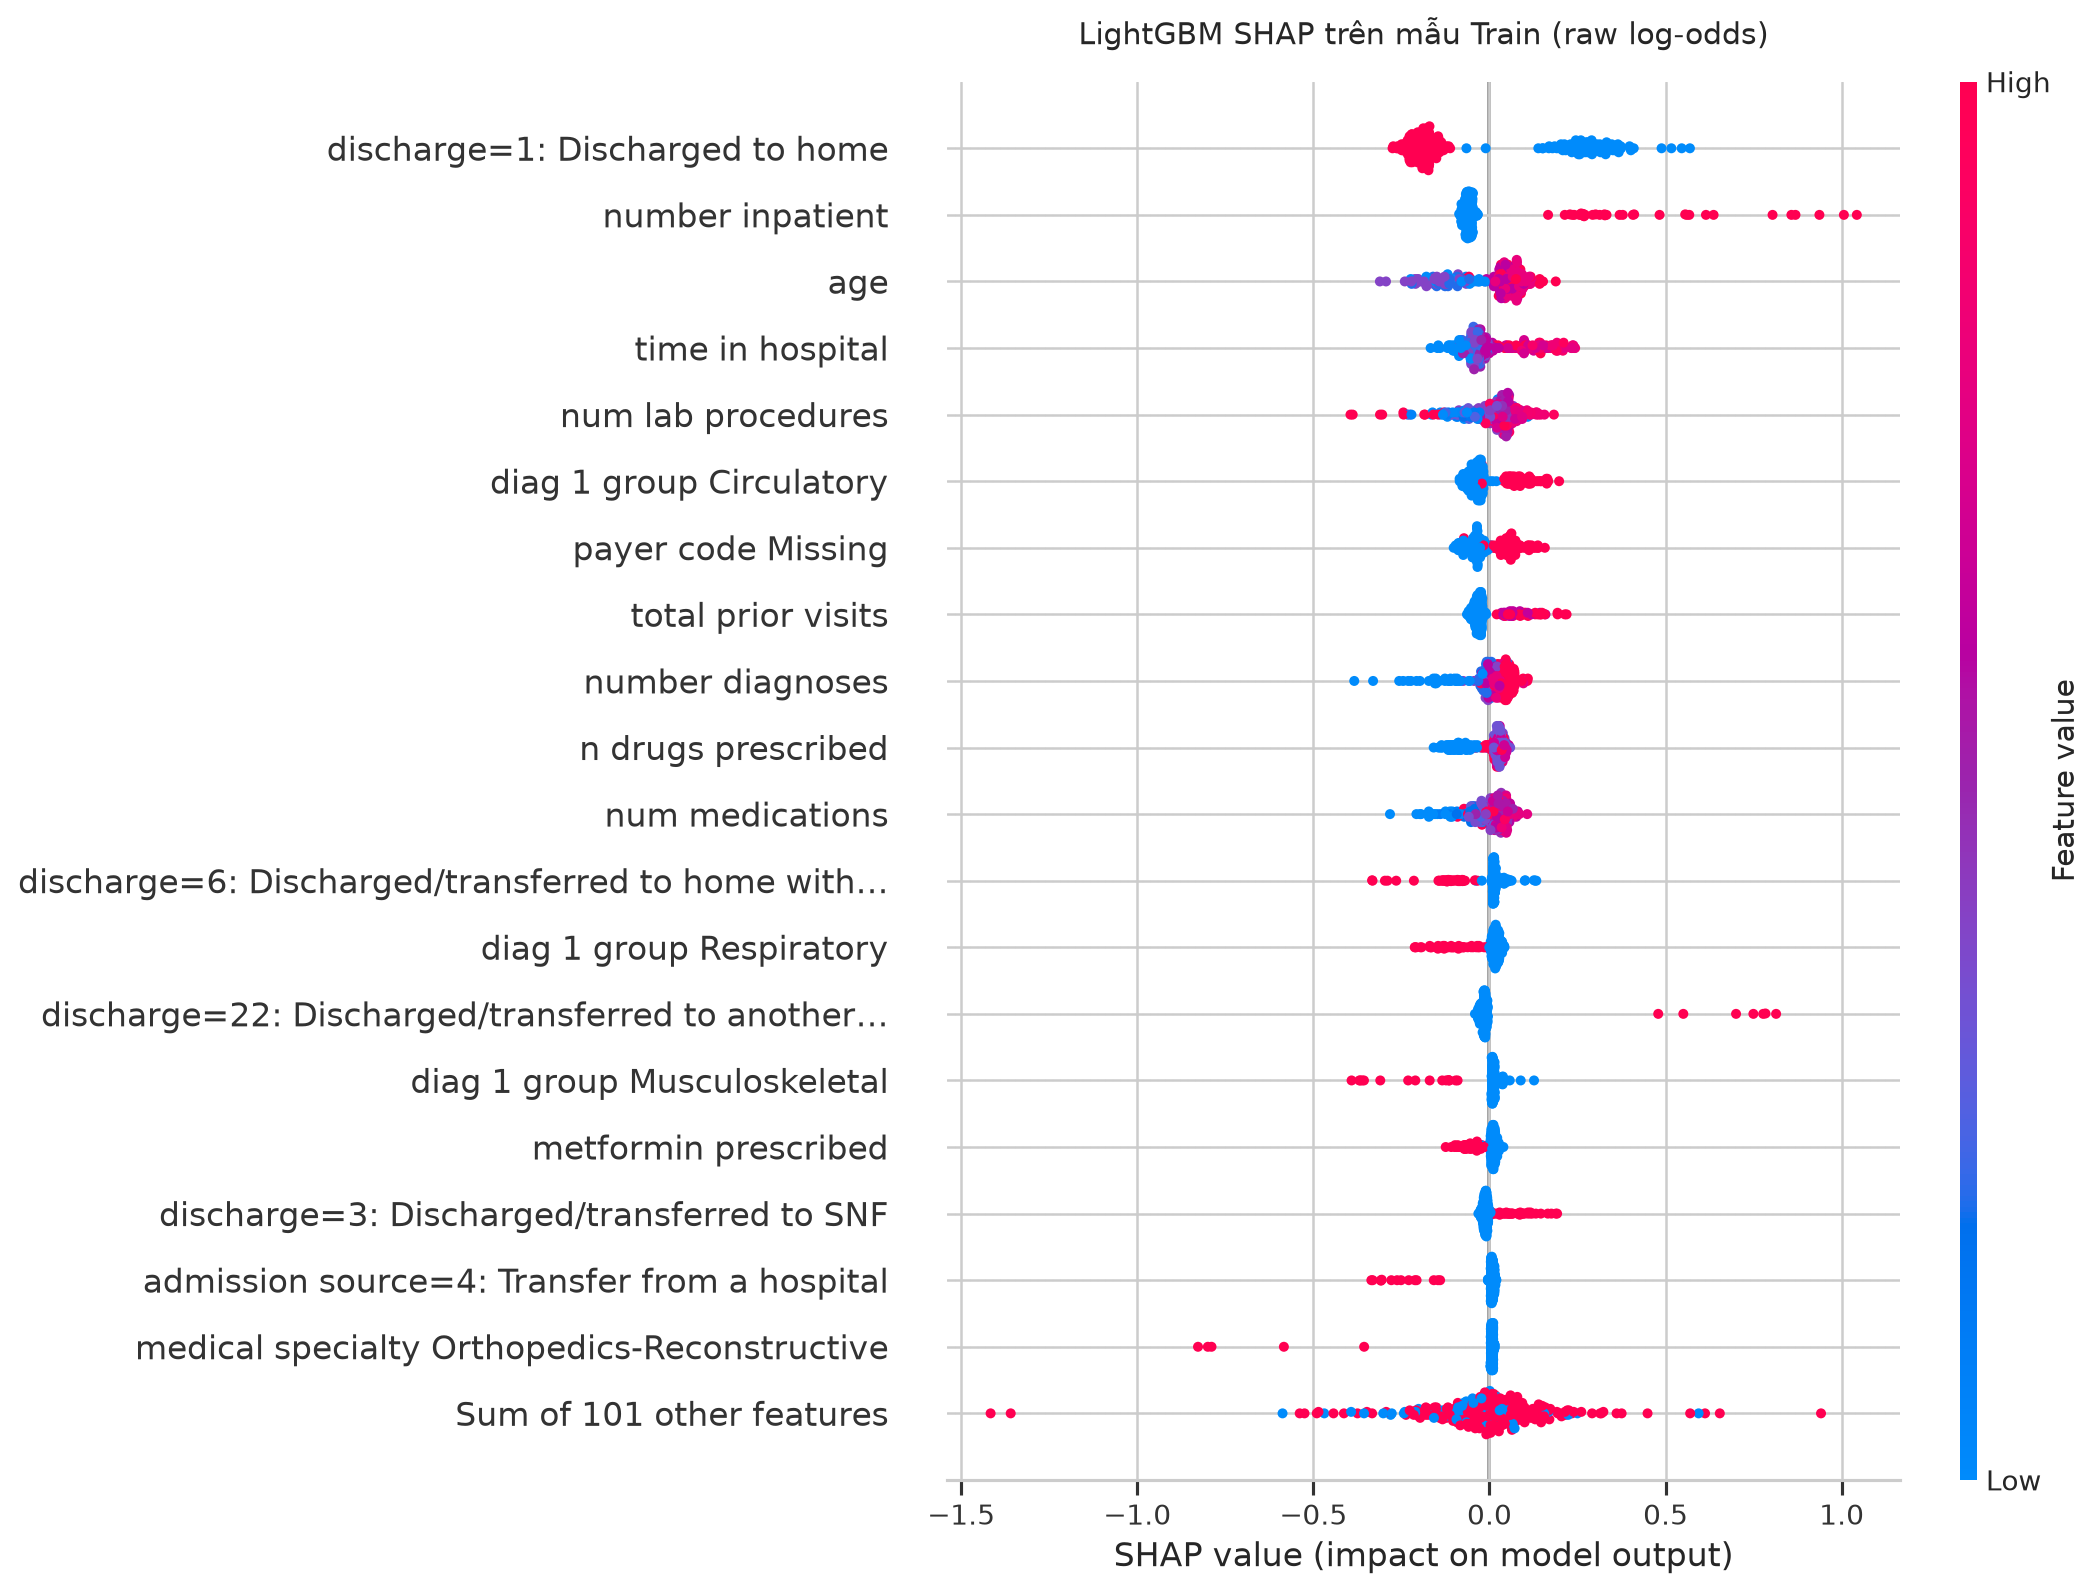 LightGBM SHAP trên mẫu Train (raw log-odds)
High
discharge=1: Discharged to home
number inpatient
age
time in hospital
num lab procedures
diag 1 group Circulatory
payer code Missing
total prior visits
number diagnoses
n drugs prescribed
num medications
discharge=6: Discharged/transferred to home with…
diag 1 group Respiratory
discharge=22: Discharged/transferred to another…
diag 1 group Musculoskeletal
metformin prescribed
discharge=3: Discharged/transferred to SNF
admission source=4: Transfer from a hospital
medical specialty Orthopedics-Reconstructive
Sum of 101 other features
Feature value
Low
−1.5 −1.0 −0.5 0.0 0.5 1.0
SHAP value (impact on model output)